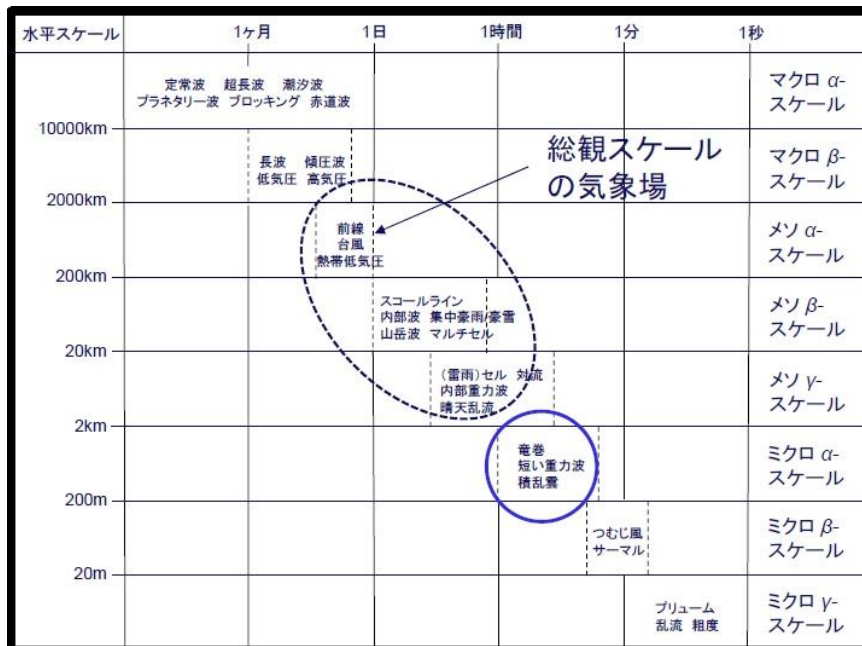 水平スケール 1ヶ月 1日 1時間 1分 1秒
定常波 超長波 潮汐波
プラネタリー波 ブロッキング 赤道波
マクロ α-
スケール
10000km
長波 傾圧波
低気圧 高気圧
総観スケール
の気象場
マクロ β-
スケール
2000km
前線
台風
熱帯低気圧
メソ α-
スケール
200km
スコールライン
内部波 集中豪雨/豪雪
山岳波 マルチセル
メソ β-
スケール
20km
(雷雨)セル 対流
内部重力波
晴天乱流
メソ γ-
スケール
2km
竜巻
短い重力波
積乱雲
ミクロ α-
スケール
200m
つむじ風
サーマル
ミクロ β-
スケール
20m
プリューム
乱流 粗度
ミクロ γ-
スケール